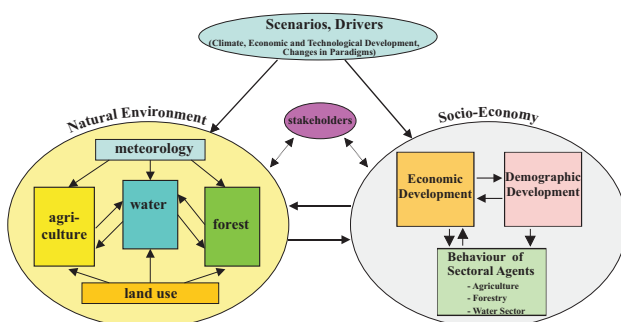 Scenarios, Drivers
(Climate, Economic and Technological Development,
Changes in Paradigms)
Natural Environment
stakeholders
Socio-Economy
meteorology
agri-
culture
water
forest
land use
Economic
Development
Demographic
Development
Behaviour of
Sectoral Agents
- Agriculture
- Forestry
- Water Sector